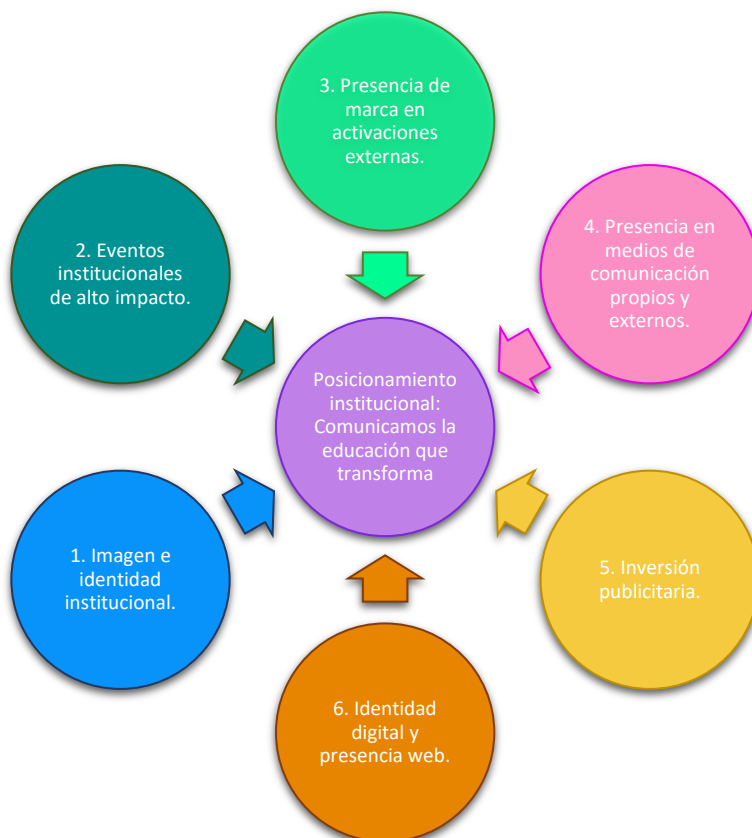 3. Presencia de
marca en
activaciones
externas.
2. Eventos
institucionales
de alto impacto.
4. Presencia en
medios de
comunicación
propios y
externos.
Posicionamiento
institucional:
Comunicamos la
educación que
transforma
1. Imagen e
identidad
institucional.
5. Inversión
publicitaria.
6. Identidad
digital y
presencia web.